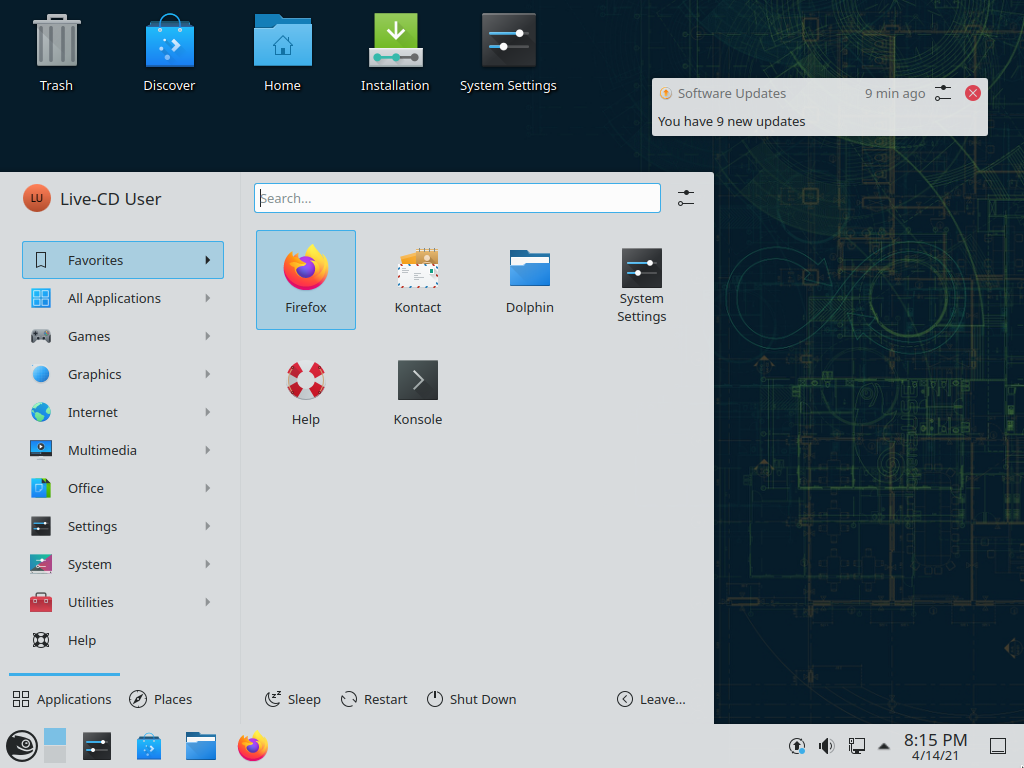 Trash
Discover
Home
Installation
System Settings
Software Updates
9 min ago
You have 9 new updates
LU
Live-CD User
Search...
Favorites
All Applications
Games
Graphics
Internet
Multimedia
Office
Settings
System
Utilities
Help
Firefox
Kontact
Dolphin
System
Settings
Help
Konsole
Applications
Places
Sleep
Restart
Shut Down
Leave...
8:15 PM
4/14/21